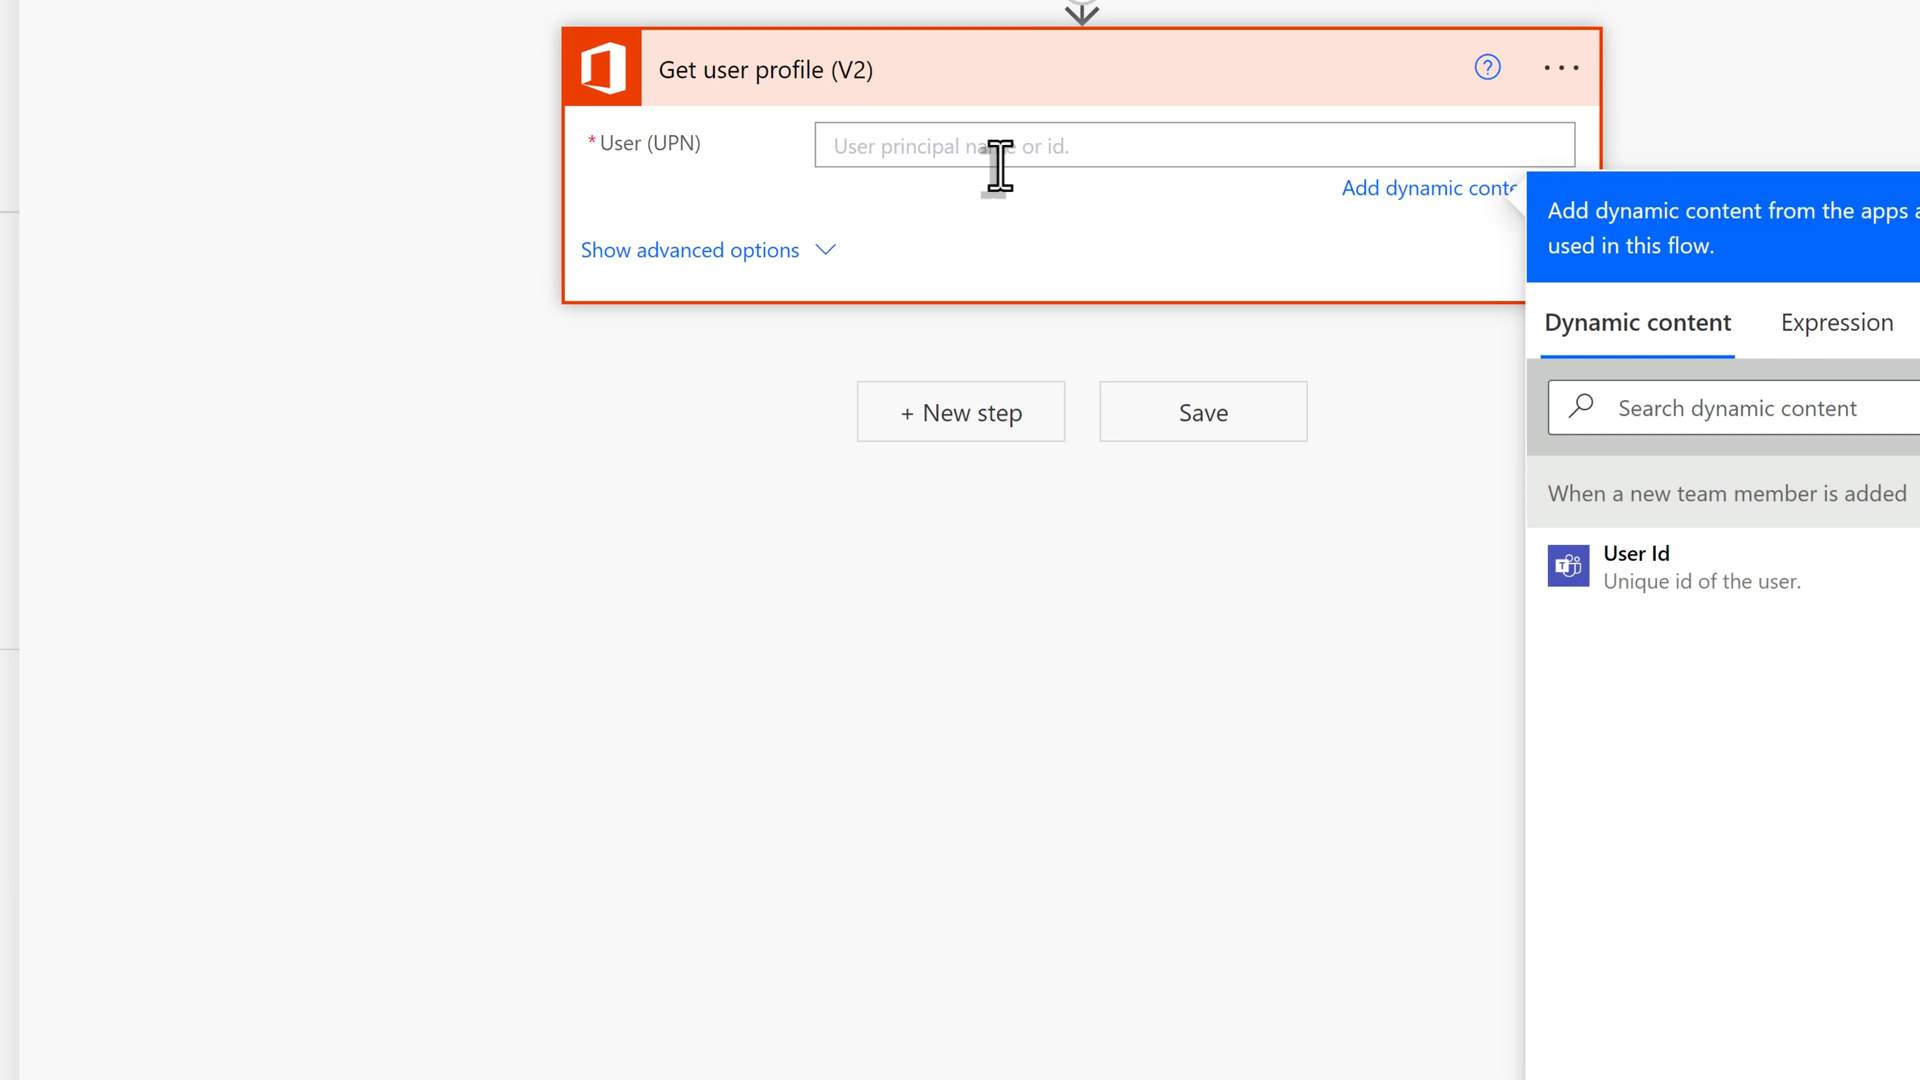 Get user profile (V2)
?
* User (UPN)
User principal name or id.
Add dynamic conte
Show advanced options
+ New step
Save
Add dynamic content from the apps a
used in this flow.
Dynamic content
Expression
Search dynamic content
When a new team member is added
User Id
Unique id of the user.